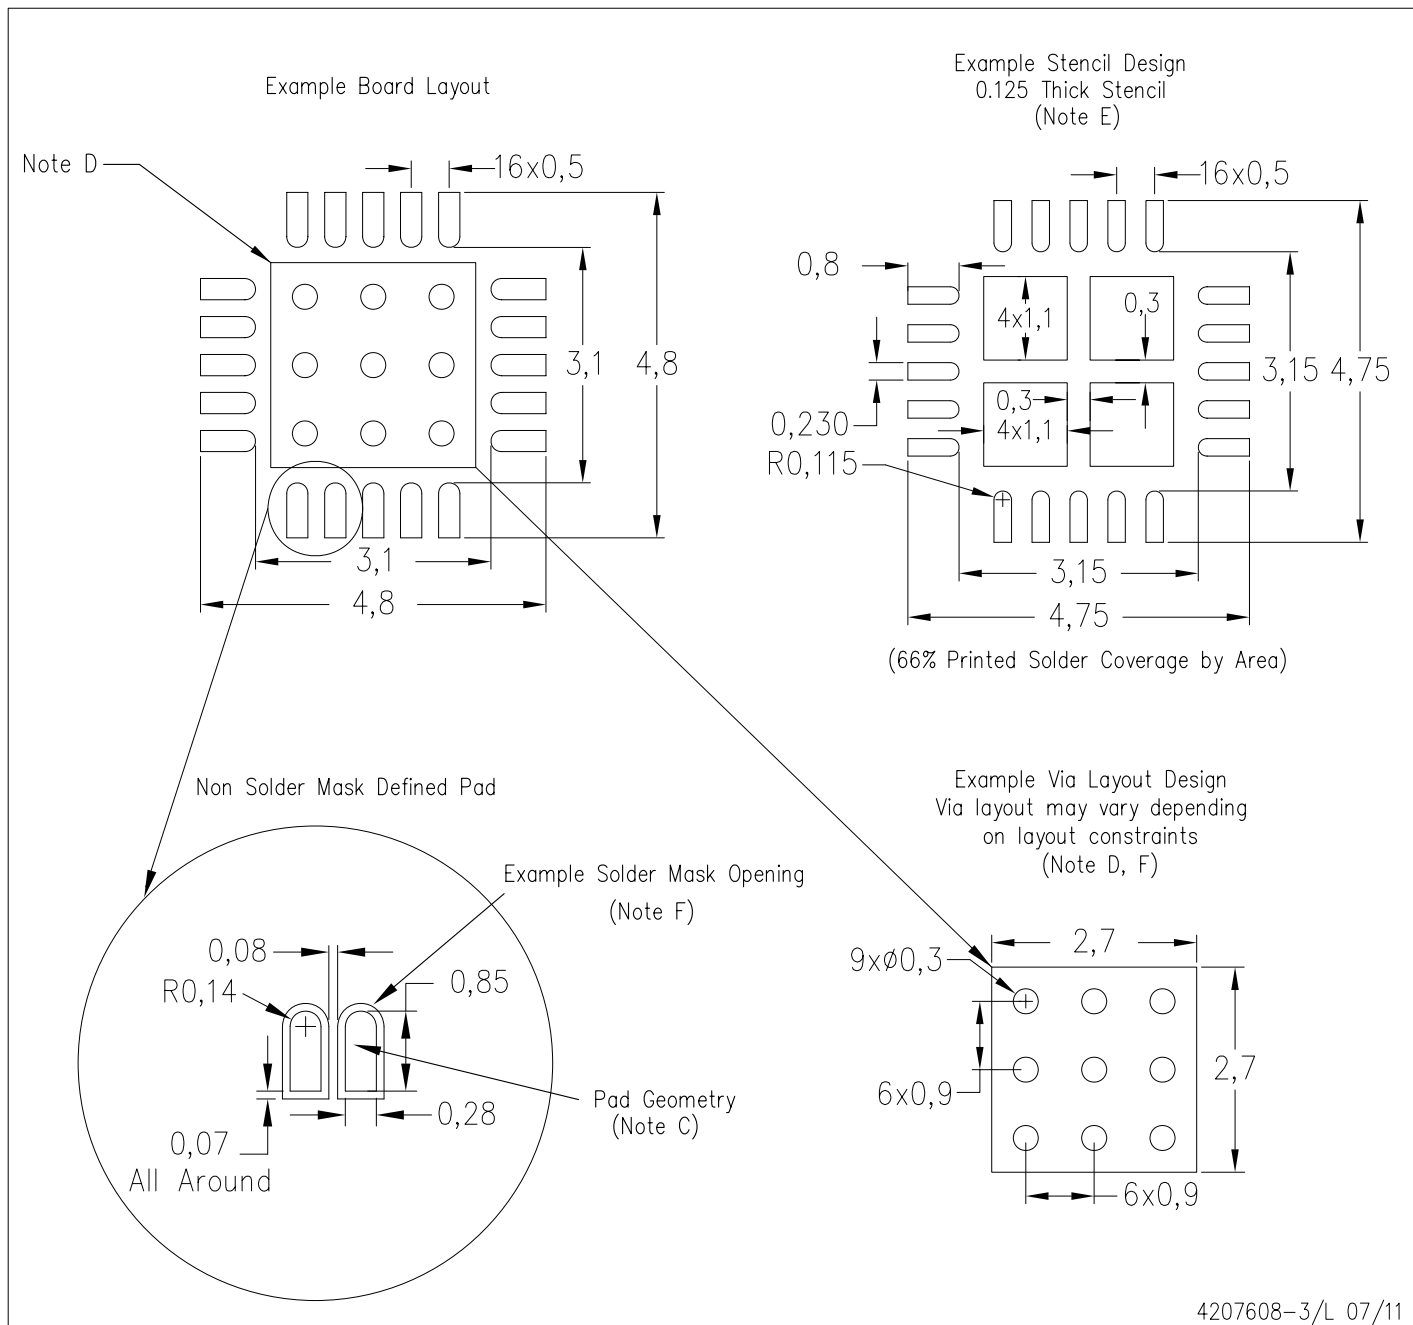 Example Board Layout
Note D
16x0,5
3,1
4,8
3,1
4,8
Example Stencil Design
0.125 Thick Stencil
(Note E)
16x0,5
0,8
4x1,1
0,3
3,15
4,75
0,3
4x1,1
0,230
R0,115
3,15
4,75
(66% Printed Solder Coverage by Area)
Non Solder Mask Defined Pad
Example Solder Mask Opening
(Note F)
0,08
R0,14
0,85
0,28
Pad Geometry
(Note C)
0,07
All Around
Example Via Layout Design
Via layout may vary depending
on layout constraints
(Note D, F)
2,7
9xø0,3
2,7
6x0,9
6x0,9
4207608-3/L 07/11